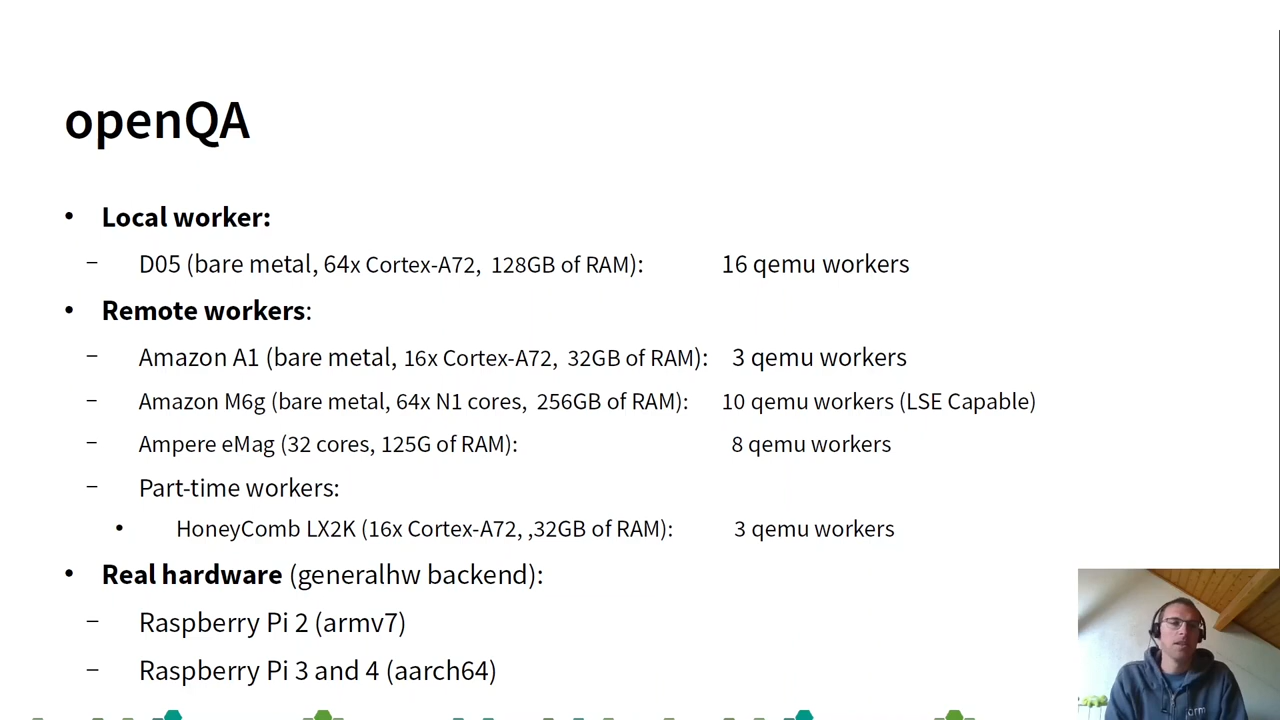 openQA
• Local worker:
– D05 (bare metal, 64x Cortex-A72, 128GB of RAM): 16 qemu workers
• Remote workers:
– Amazon A1 (bare metal, 16x Cortex-A72, 32GB of RAM): 3 qemu workers
– Amazon M6g (bare metal, 64x N1 cores, 256GB of RAM): 10 qemu workers (LSE Capable)
– Ampere eMag (32 cores, 125G of RAM): 8 qemu workers
– Part-time workers:
• HoneyComb LX2K (16x Cortex-A72, ,32GB of RAM): 3 qemu workers
• Real hardware (generalhw backend):
– Raspberry Pi 2 (armv7)
– Raspberry Pi 3 and 4 (aarch64)
arm